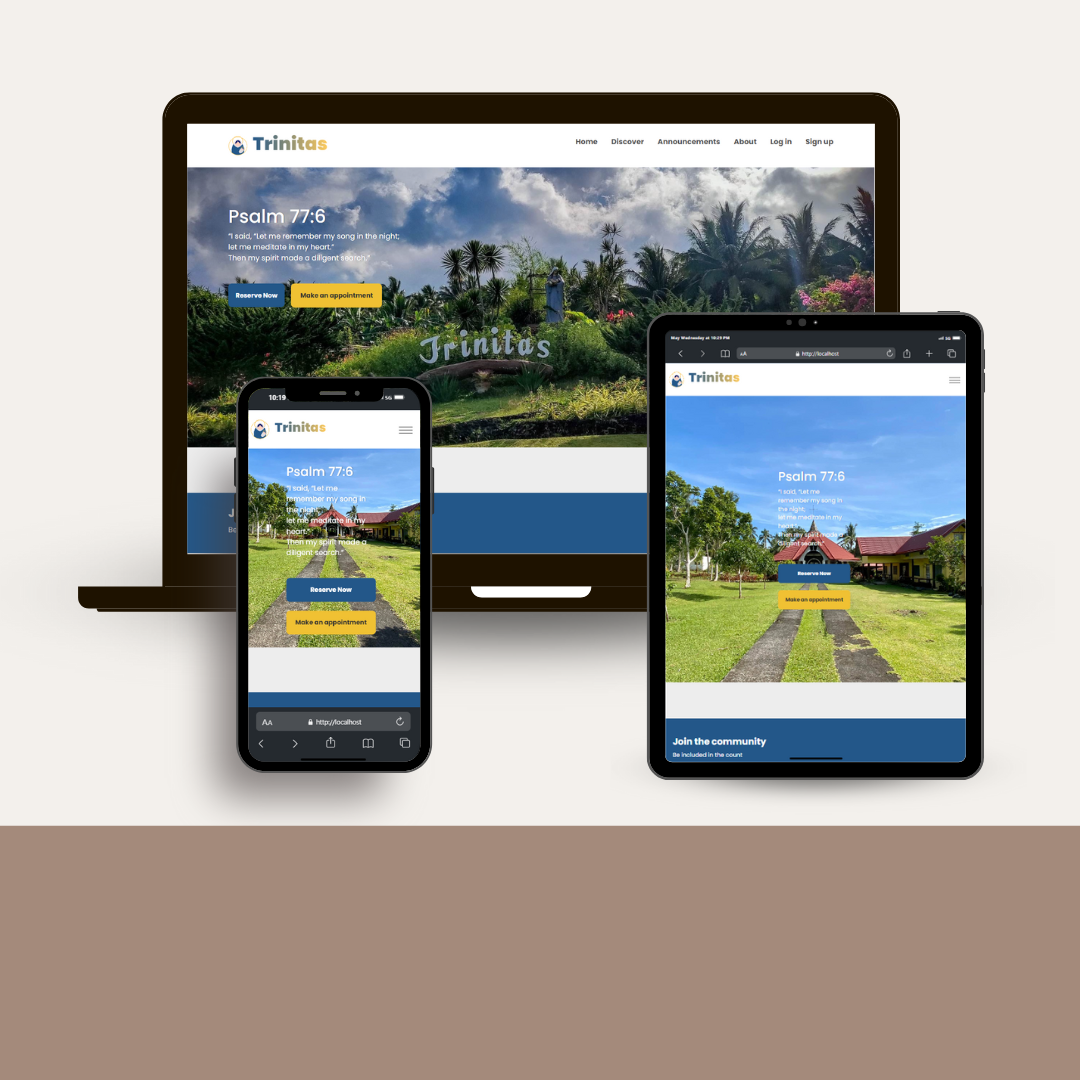 Trinitas
Home Discover Announcements About Log in Sign up
Psalm 77:6
"I said, "Let me remember my song in the night;
let me meditate in my heart."
Then my spirit made a diligent search."
Reserve Now Make an appointment
Trinitas
J
Be
10:19 5G
Trinitas
Psalm 77:6
"I said, "Let me
remember my song in
the night;
let me meditate in my
heart."
Then my spirit made a
diligent search."
Reserve Now
Make an appointment
AA http://localhost
May Wednesday at 10:29 PM 5G
AA http://localhost
Trinitas
Psalm 77:6
"I said, "Let me
remember my song in
the night;
let me meditate in my
heart."
Then my spirit made a
diligent search."
Reserve Now
Make an appointment
Join the community
Be included in the count